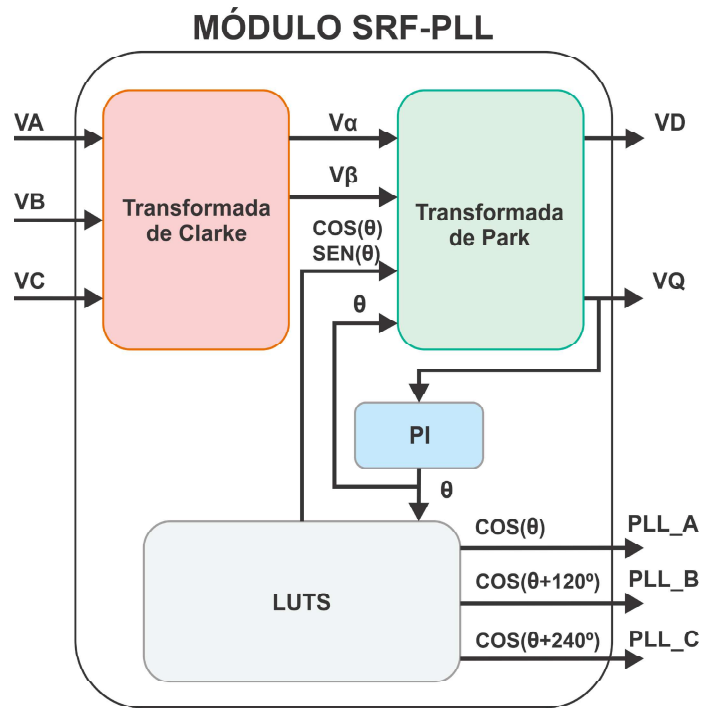 MÓDULO SRF-PLL
VA
VB
VC
Transformada
de Clarke
Vα
Vβ
COS(θ)
SEN(θ)
θ
Transformada
de Park
VD
VQ
PI
θ
LUTS
COS(θ)
PLL_A
COS(θ+120º)
PLL_B
COS(θ+240º)
PLL_C